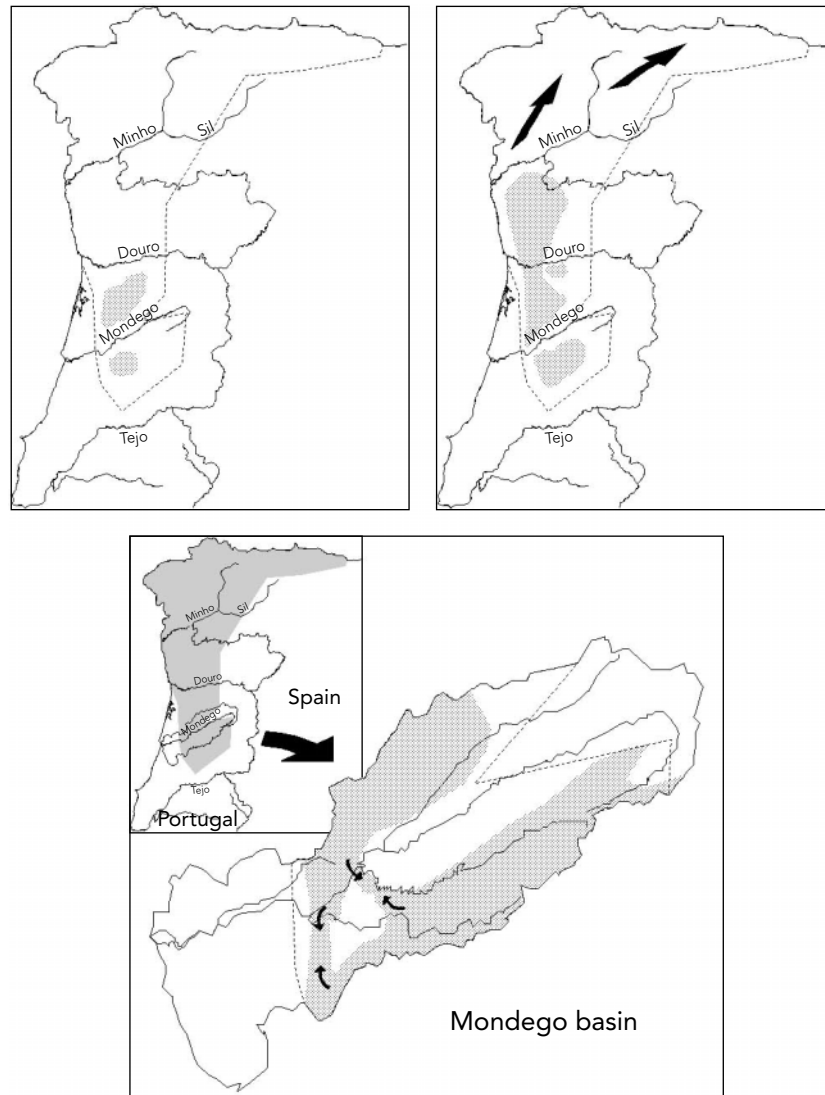 Minho
Sil
Douro
Mondego
Tejo
Minho
Sil
Douro
Mondego
Tejo
Minho
Sil
Douro
Spain
Mondego
Tejo
Portugal
Mondego basin